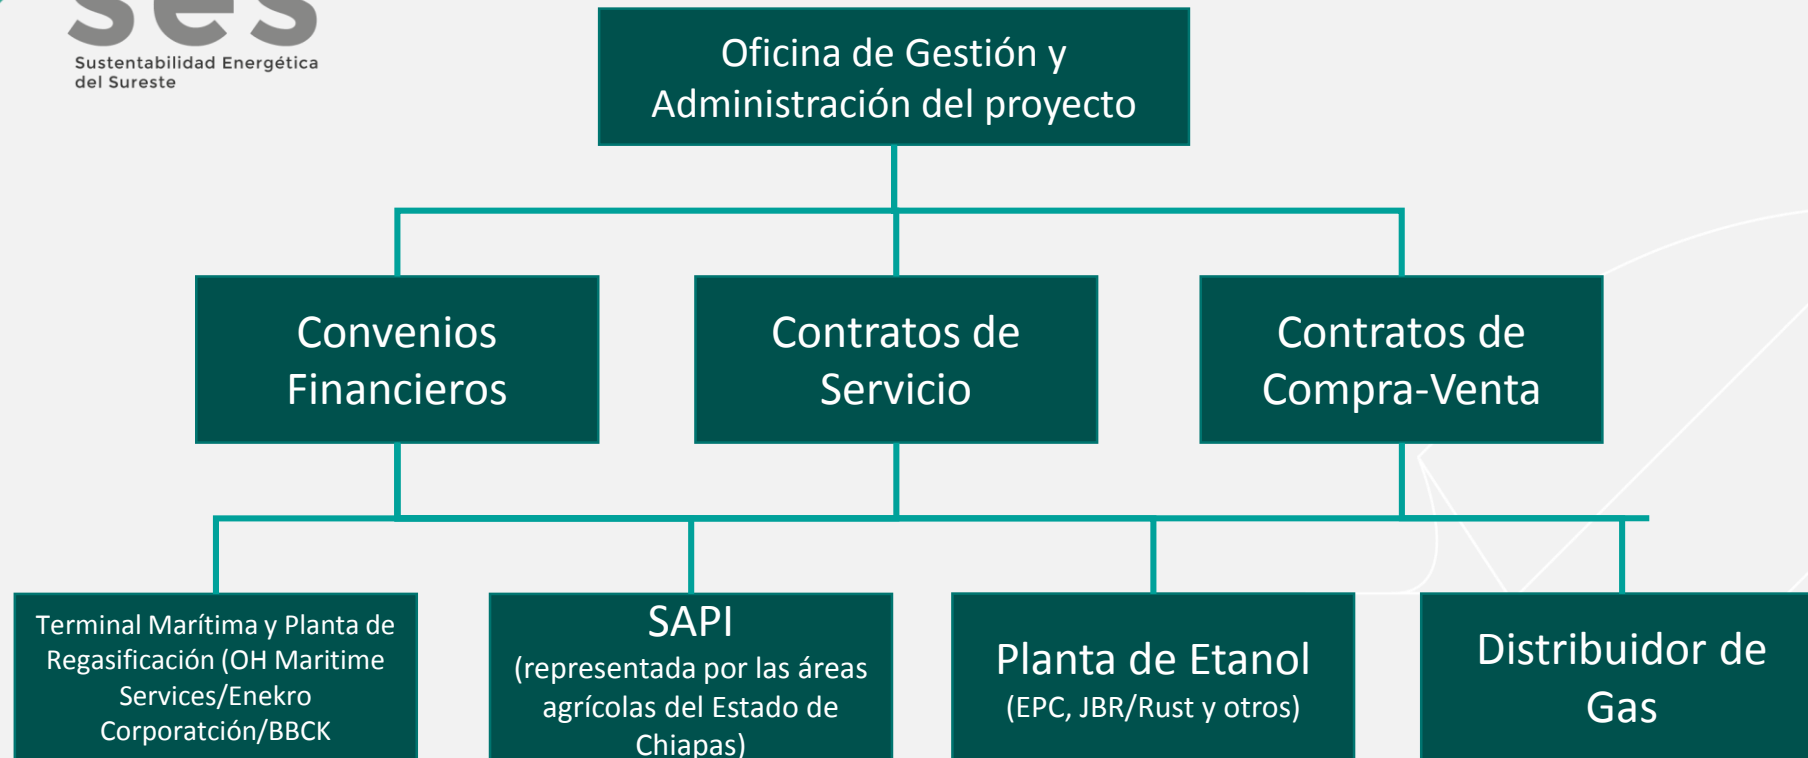 ses
Sustentabilidad Energética
del Sureste
Oficina de Gestión y
Administración del proyecto
Convenios
Financieros
Contratos de
Servicio
Contratos de
Compra-Venta
Terminal Marítima y Planta de
Regasificación (OH Maritime
Services/Enekro
Corporatción/BBCK
SAPI
(representada por las áreas
agrícolas del Estado de
Chiapas)
Planta de Etanol
(EPC, JBR/Rust y otros)
Distribuidor de
Gas